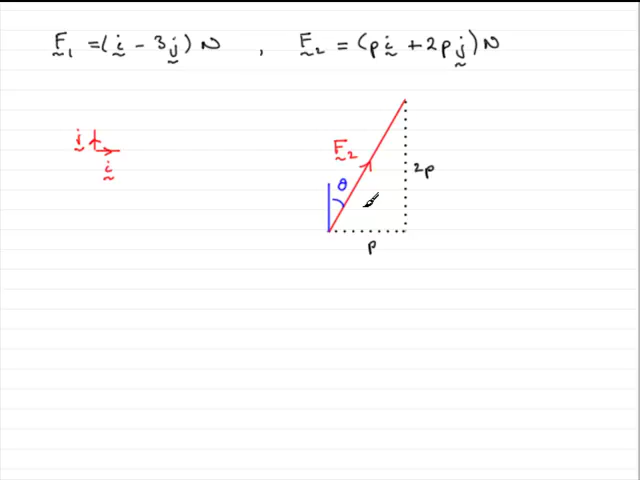 F₁ = (i - 3j) N , F₂ = (pi + 2pj) N
j
i
F₂
θ
2p
p